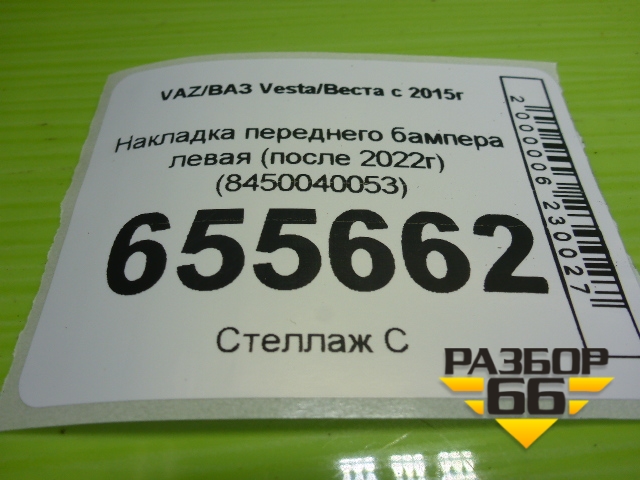 VAZ/ВАЗ Vesta/Веста с 2015г
Накладка переднего бампера
левая (после 2022г)
(8450040053)
655662
Стеллаж С
2000006230027
РАЗБОР
66